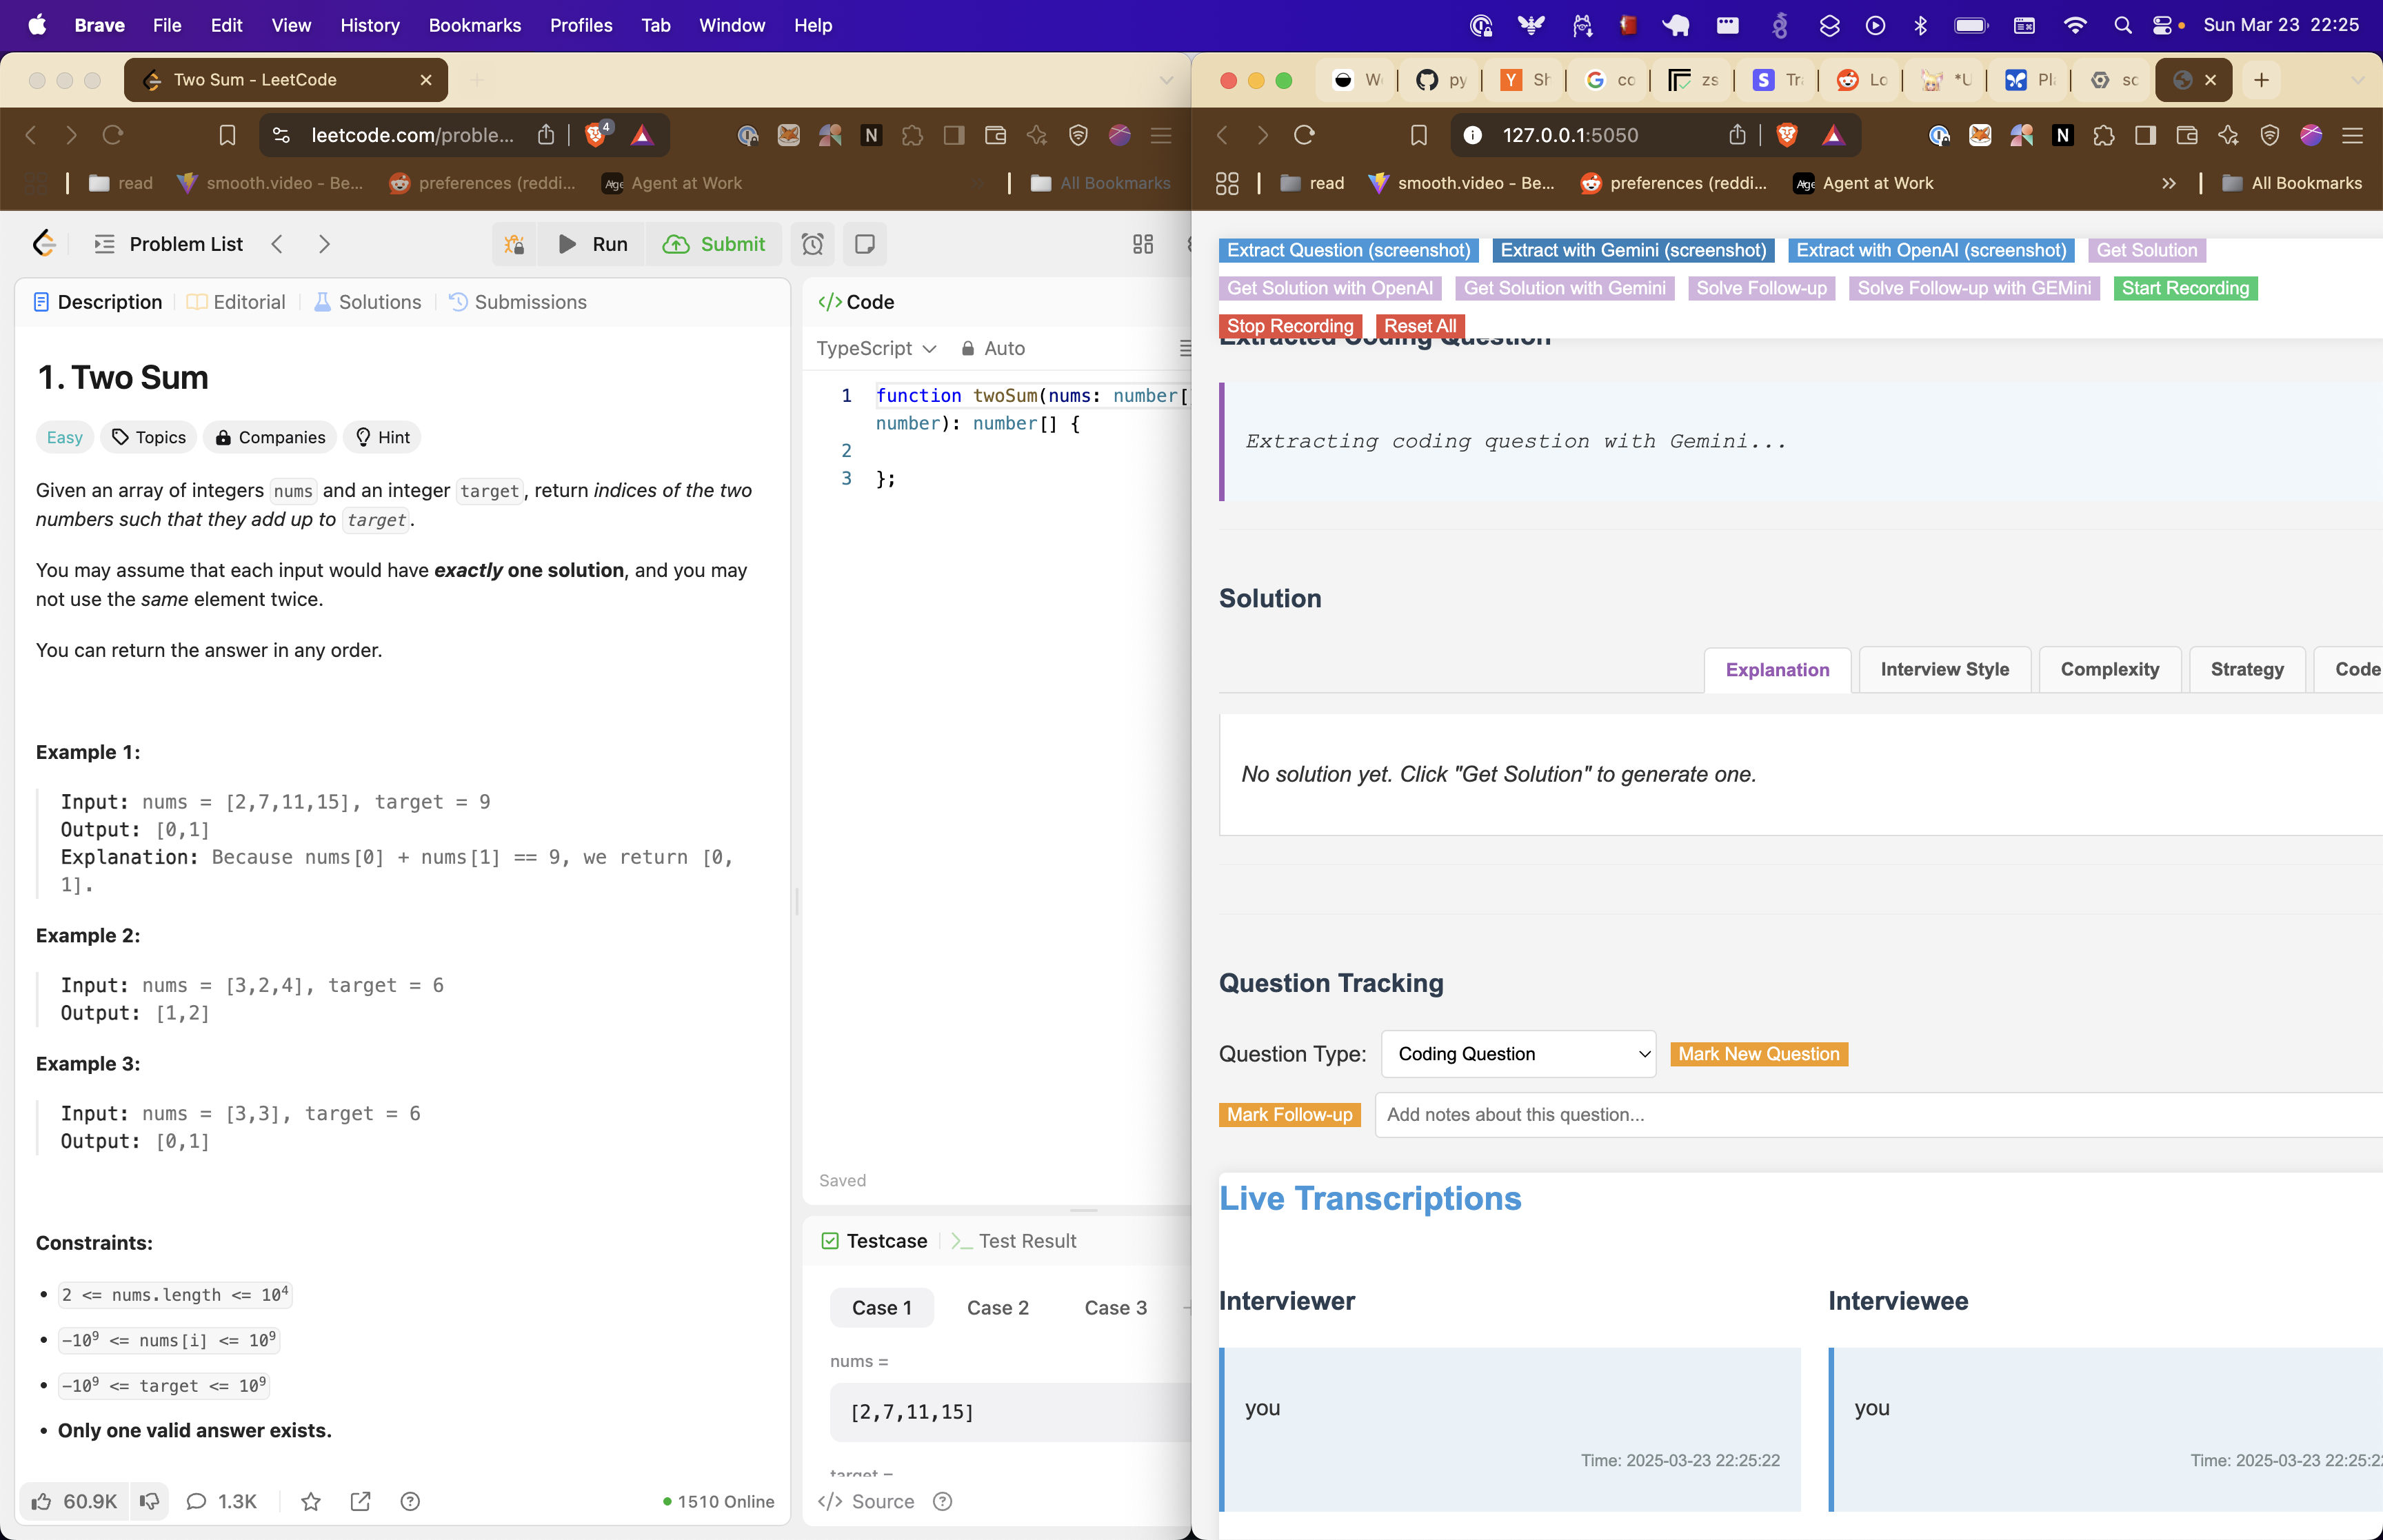 Brave File Edit View History Bookmarks Profiles Tab Window Help Sun Mar 23 22:25
Two Sum - LeetCode
leetcode.com/proble...
4
read smooth.video - Be... preferences (reddi... Agent at Work All Bookmarks
Problem List Run Submit
Description Editorial Solutions Submissions
1. Two Sum
Easy Topics Companies Hint
Given an array of integers nums and an integer target, return indices of the two
numbers such that they add up to target.
You may assume that each input would have exactly one solution, and you may
not use the same element twice.
You can return the answer in any order.
Example 1:
Input: nums = [2,7,11,15], target = 9
Output: [0,1]
Explanation: Because nums[0] + nums[1] == 9, we return [0,
1].
Example 2:
Input: nums = [3,2,4], target = 6
Output: [1,2]
Example 3:
Input: nums = [3,3], target = 6
Output: [0,1]
Constraints:
• 2 <= nums.length <= 10⁴
• -10⁹ <= nums[i] <= 10⁹
• -10⁹ <= target <= 10⁹
• Only one valid answer exists.
60.9K 1.3K 1510 Online
</> Code
TypeScript Auto
1 function twoSum(nums: number[
number): number[] {
2
3 };
Saved
Testcase Test Result
Case 1 Case 2 Case 3
nums =
[2,7,11,15]
target =
</> Source
W py Sh cc zs Tr Lo *U Pl sc
127.0.0.1:5050
read smooth.video - Be... preferences (reddi... Agent at Work All Bookmarks
Extract Question (screenshot) Extract with Gemini (screenshot) Extract with OpenAI (screenshot) Get Solution
Get Solution with OpenAI Get Solution with Gemini Solve Follow-up Solve Follow-up with GEMini Start Recording
Stop Recording Reset All
Extracted Coding Question
Extracting coding question with Gemini...
Solution
Explanation Interview Style Complexity Strategy Code
No solution yet. Click "Get Solution" to generate one.
Question Tracking
Question Type: Coding Question Mark New Question
Mark Follow-up Add notes about this question...
Live Transcriptions
Interviewer Interviewee
you you
Time: 2025-03-23 22:25:22 Time: 2025-03-23 22:25:22